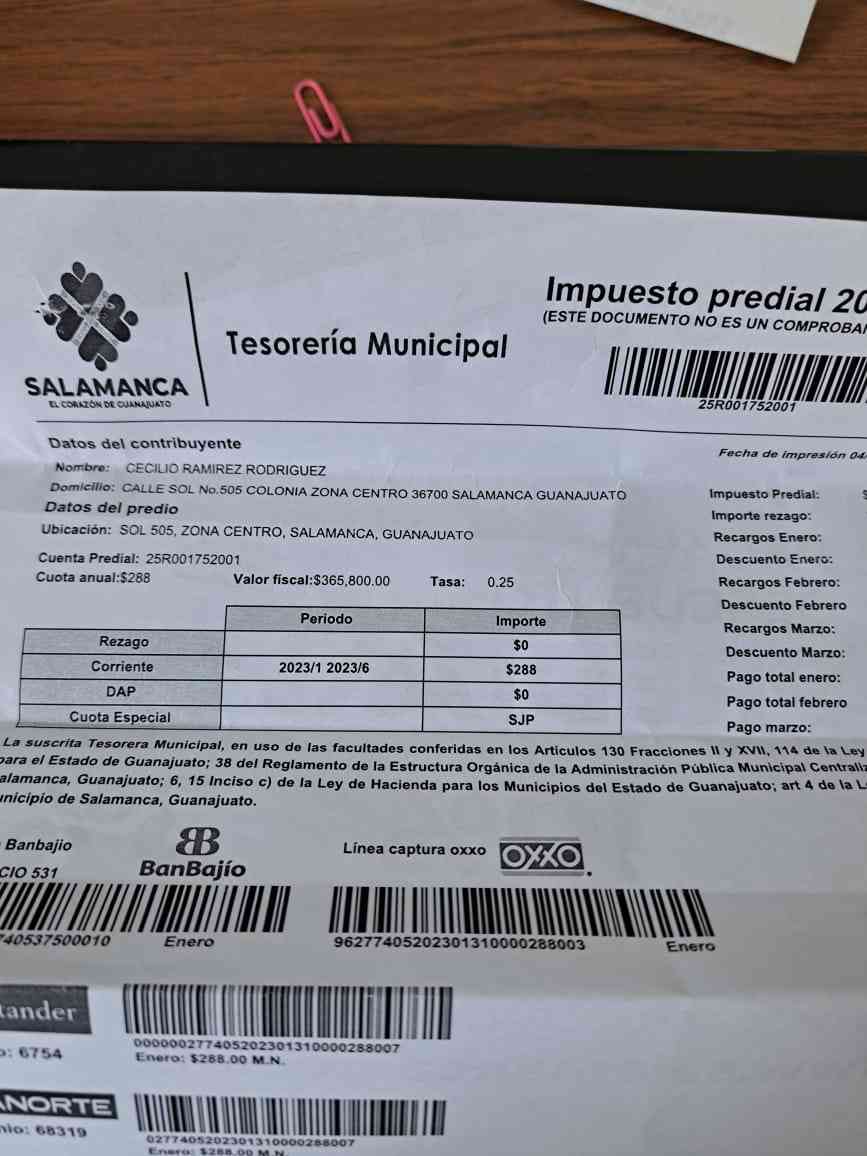 Impuesto predial 20
(ESTE DOCUMENTO NO ES UN COMPROBA
Tesorería Municipal
SALAMANCA
EL CORAZÓN DE GUANAJUATO
25R001752001
Datos del contribuyente
Fecha de impresión 04
Nombre: CECILIO RAMIREZ RODRIGUEZ
Domicilio: CALLE SOL No.505 COLONIA ZONA CENTRO 36700 SALAMANCA GUANAJUATO
Datos del predio
Ubicación: SOL 505, ZONA CENTRO, SALAMANCA, GUANAJUATO
Cuenta Predial: 25R001752001
Cuota anual:$288 Valor fiscal:$365,800.00 Tasa: 0.25
Impuesto Predial: $
Importe rezago:
Recargos Enero:
Descuento Enero:
Recargos Febrero:
Descuento Febrero
Recargos Marzo:
Descuento Marzo:
Pago total enero:
Pago total febrero
Pago marzo:
Periodo Importe
Rezago $0
Corriente 2023/1 2023/6 $288
DAP $0
Cuota Especial SJP
La suscrita Tesorera Municipal, en uso de las facultades conferidas en los Artículos 130 Fracciones II y XVII, 114 de la Ley
para el Estado de Guanajuato; 38 del Reglamento de la Estructura Orgánica de la Administración Pública Municipal Centraliz
alamanca, Guanajuato; 6, 15 Inciso c) de la Ley de Hacienda para los Municipios del Estado de Guanajuato; art 4 de la L
unicipio de Salamanca, Guanajuato.
Banbajio
CIO 531
BanBajío
Línea captura oxxo OXXO
740537500010 Enero
96277405202301310000288003 Enero
tander
o: 6754
0000000277405202301310000288007
Enero: $288.00 M.N.
ANORTE
nio: 68319
0277405202301310000288007
Enero: $288.00 M.N.